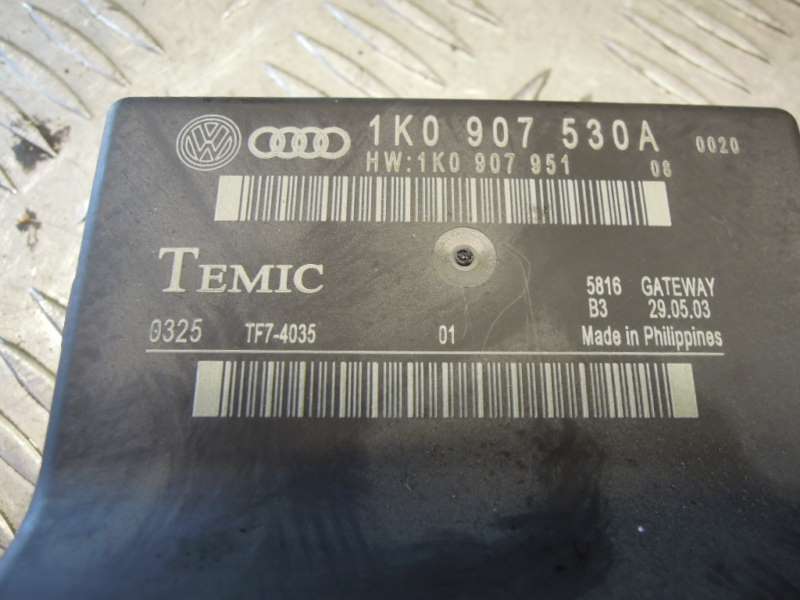 1K0 907 530A 0020
HW:1K0 907 951 08
TEMIC
5816 GATEWAY
B3 29.05.03
0325 TF7-4035 01 Made in Philippines